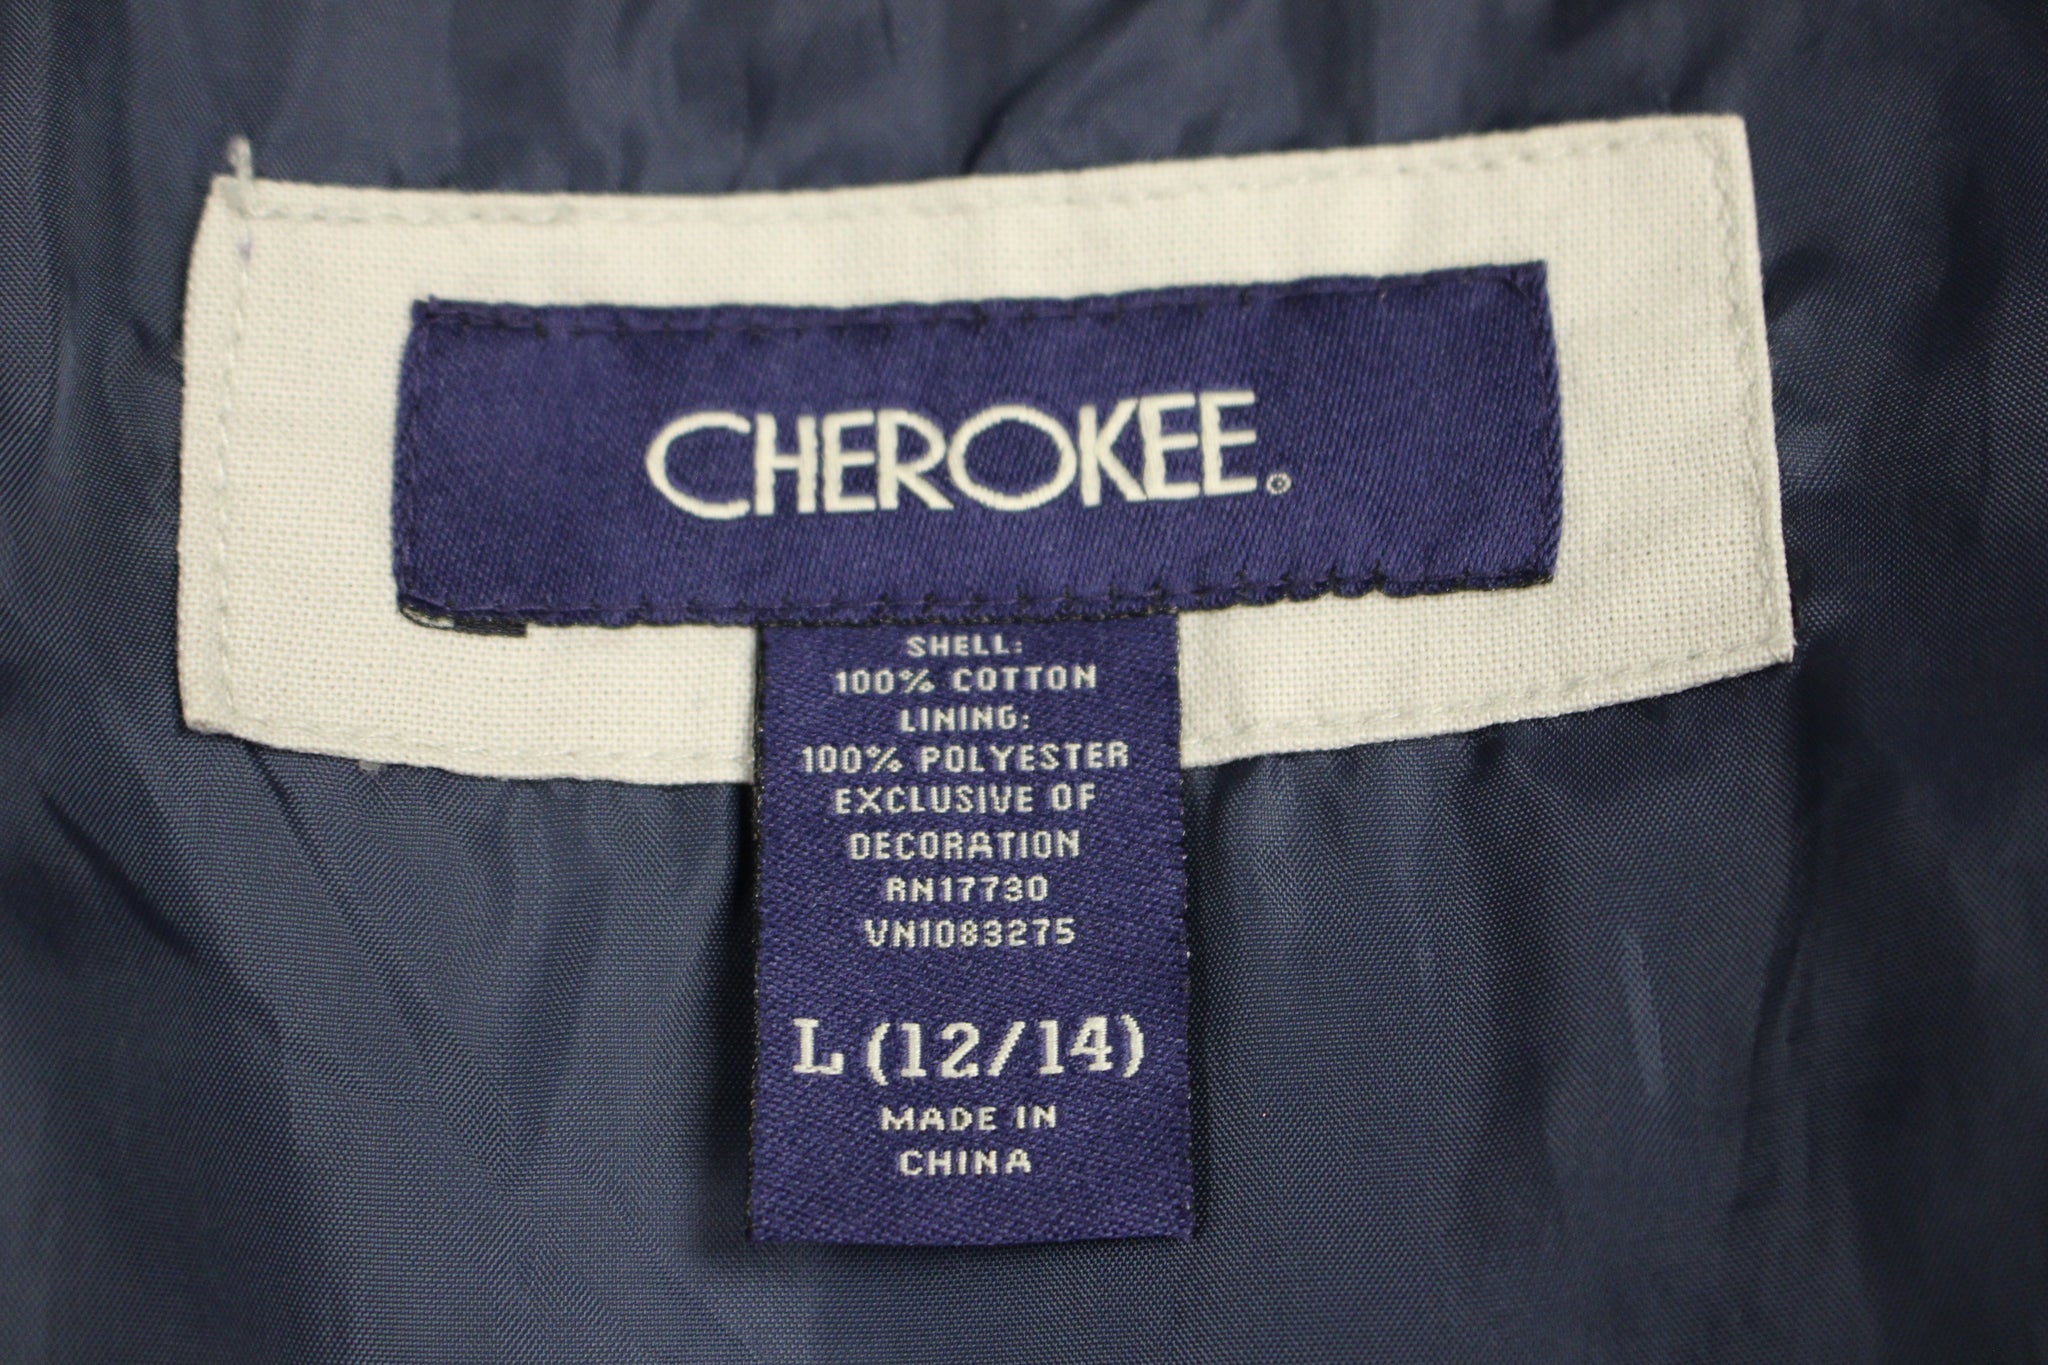 CHEROKEE®
SHELL:
100% COTTON
LINING:
100% POLYESTER
EXCLUSIVE OF
DECORATION
RN17730
VN1083275
L (12/14)
MADE IN
CHINA